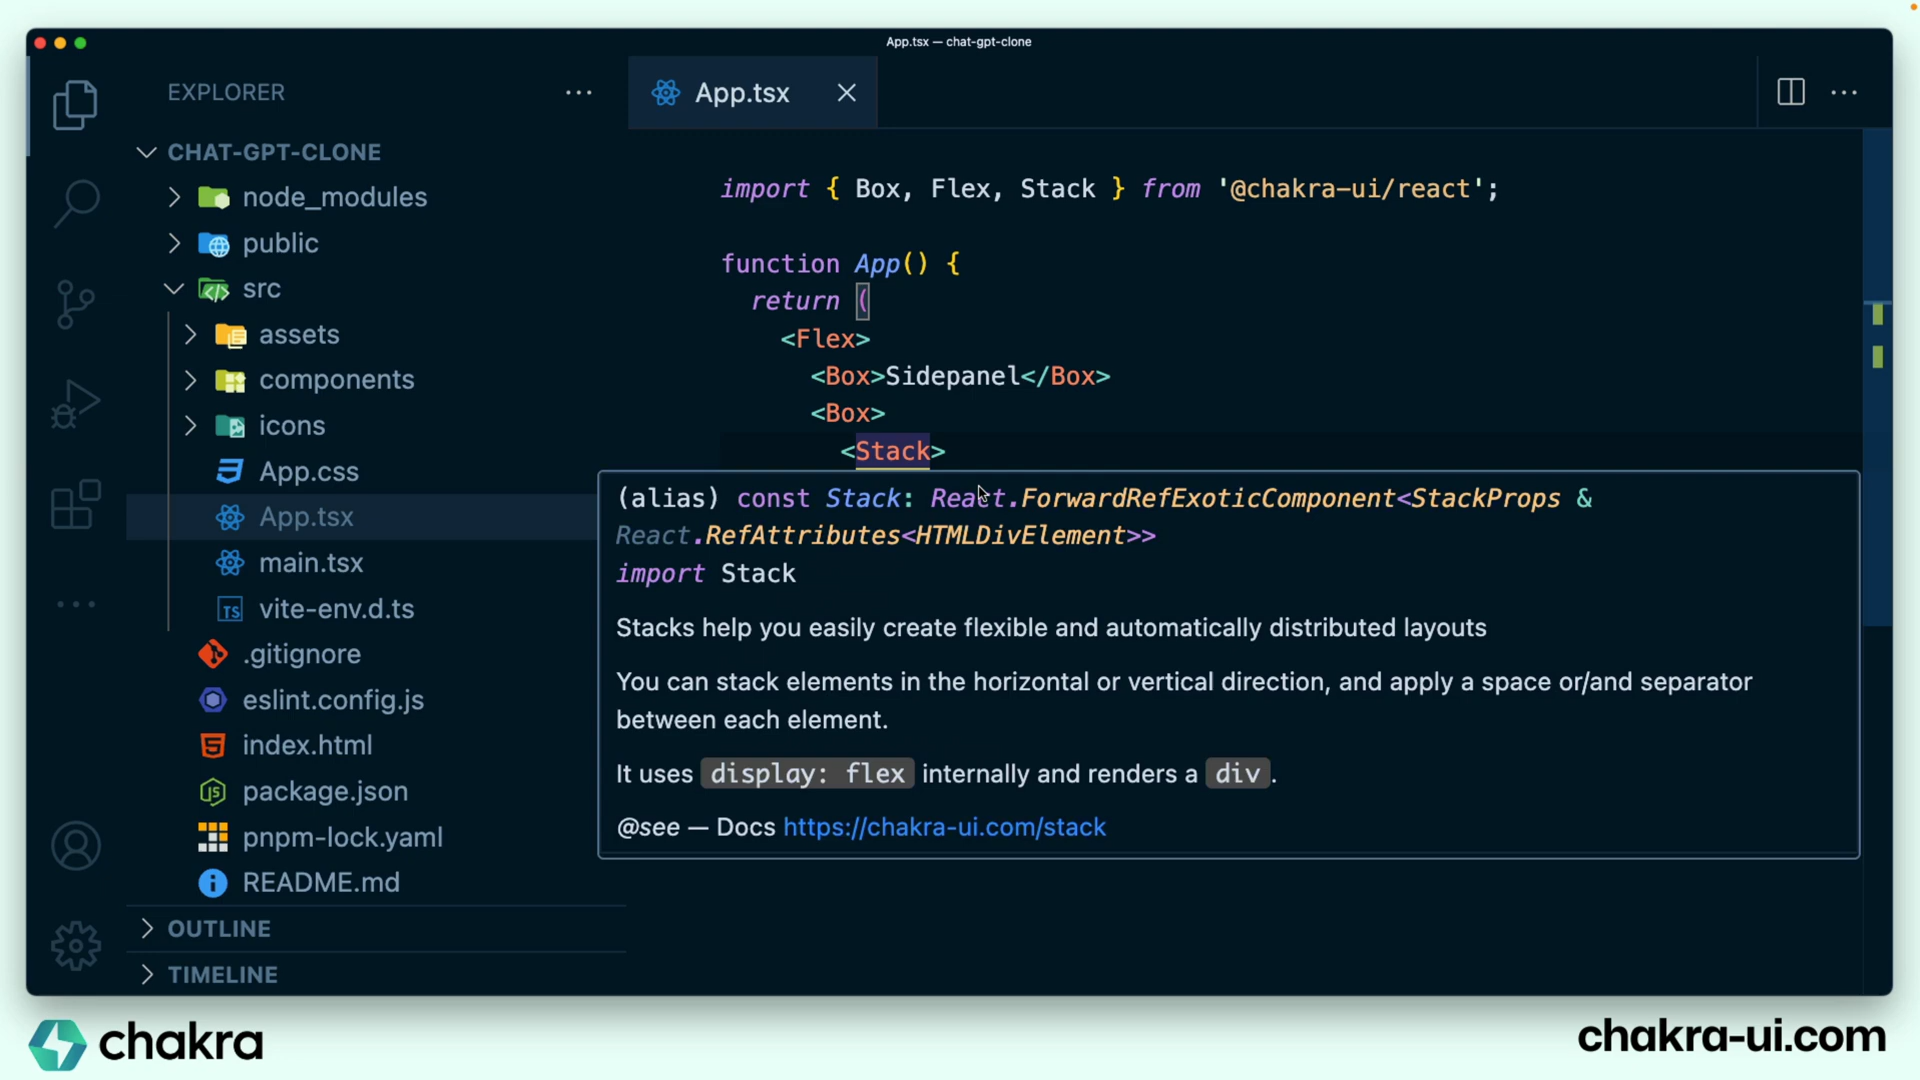 App.tsx — chat-gpt-clone
EXPLORER
App.tsx
CHAT-GPT-CLONE
node_modules
public
src
assets
components
icons
App.css
App.tsx
main.tsx
TS vite-env.d.ts
.gitignore
eslint.config.js
index.html
package.json
pnpm-lock.yaml
README.md
OUTLINE
TIMELINE
import { Box, Flex, Stack } from '@chakra-ui/react';
function App() {
return (
<Flex>
<Box>Sidepanel</Box>
<Box>
<Stack>
(alias) const Stack: React.ForwardRefExoticComponent<StackProps &
React.RefAttributes<HTMLDivElement>>
import Stack
Stacks help you easily create flexible and automatically distributed layouts
You can stack elements in the horizontal or vertical direction, and apply a space or/and separator
between each element.
It uses display: flex internally and renders a div.
@see — Docs https://chakra-ui.com/stack
chakra
chakra-ui.com